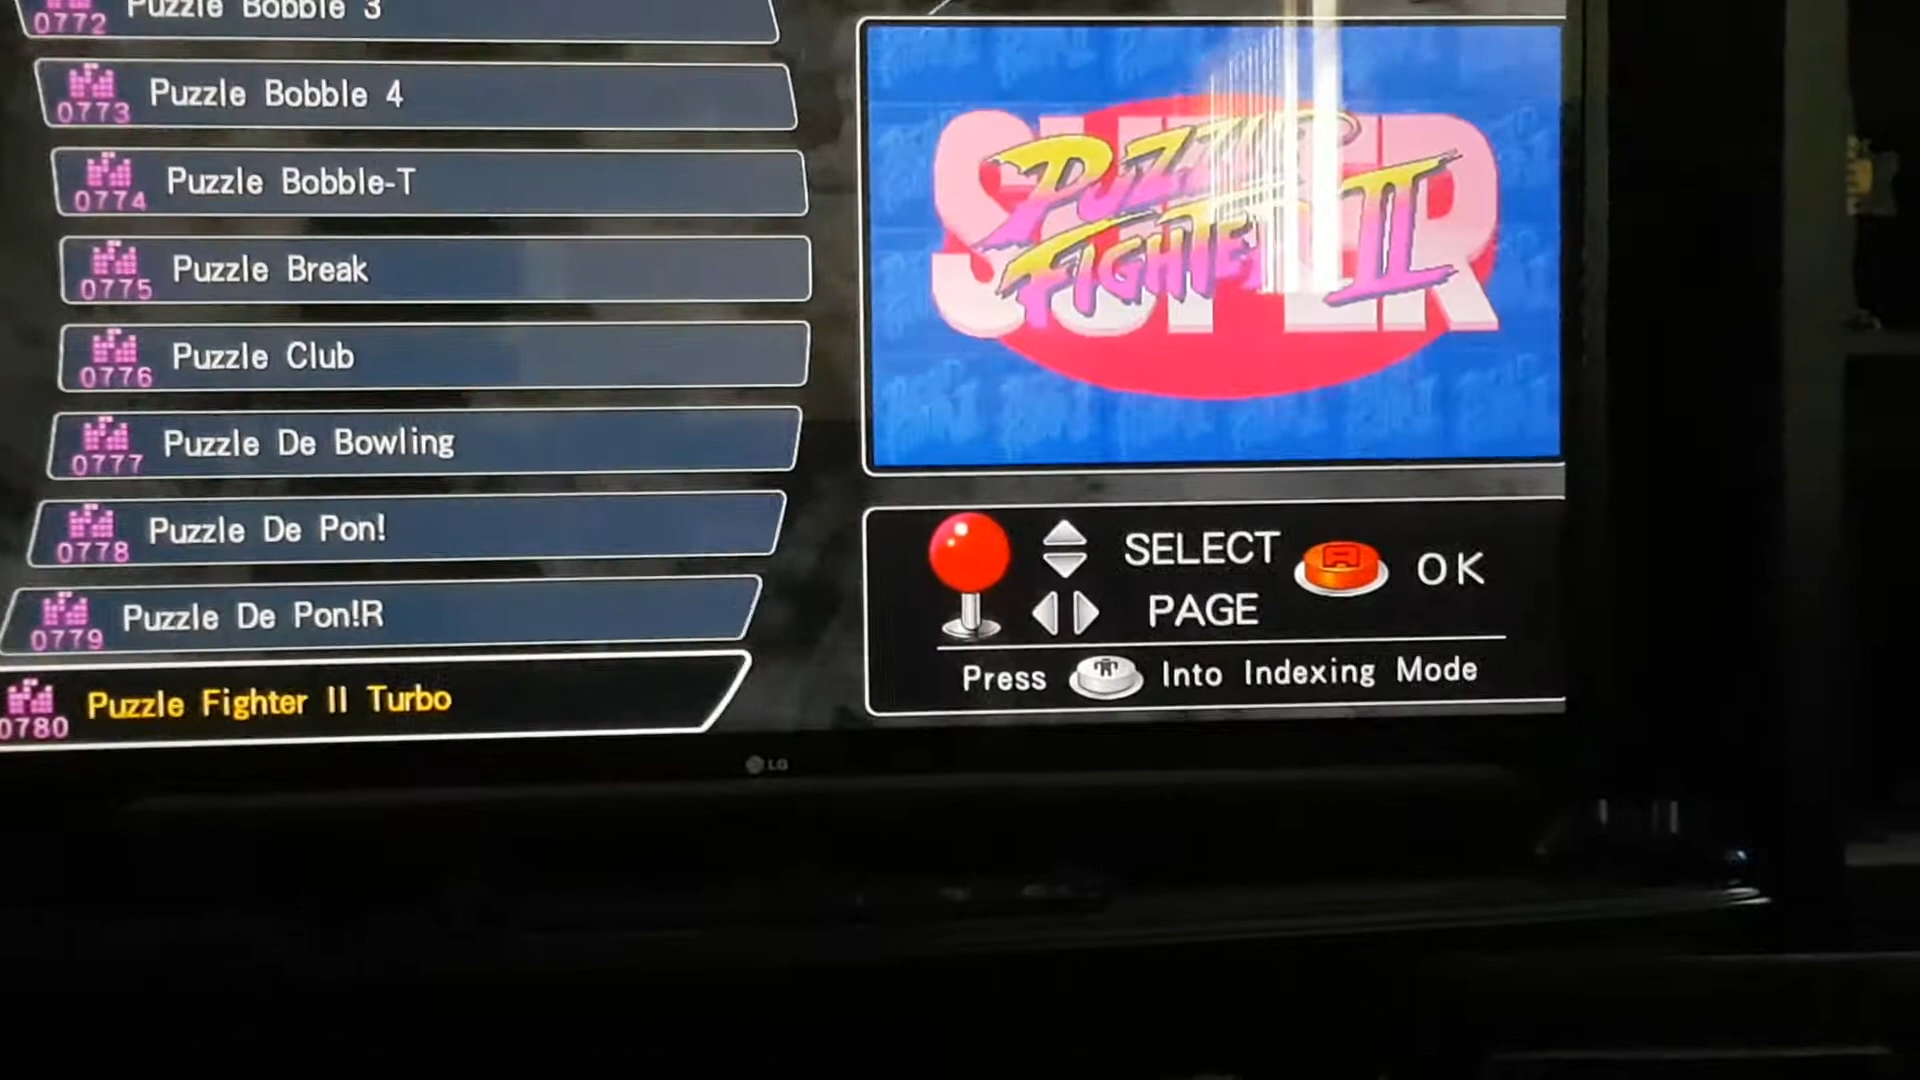 0772 Puzzle Bobble 3
0773 Puzzle Bobble 4
0774 Puzzle Bobble-T
0775 Puzzle Break
0776 Puzzle Club
0777 Puzzle De Bowling
0778 Puzzle De Pon!
0779 Puzzle De Pon!R
0780 Puzzle Fighter II Turbo
SUPER
PUZZLE
FIGHTER II
SELECT
OK
PAGE
Press Into Indexing Mode
LG